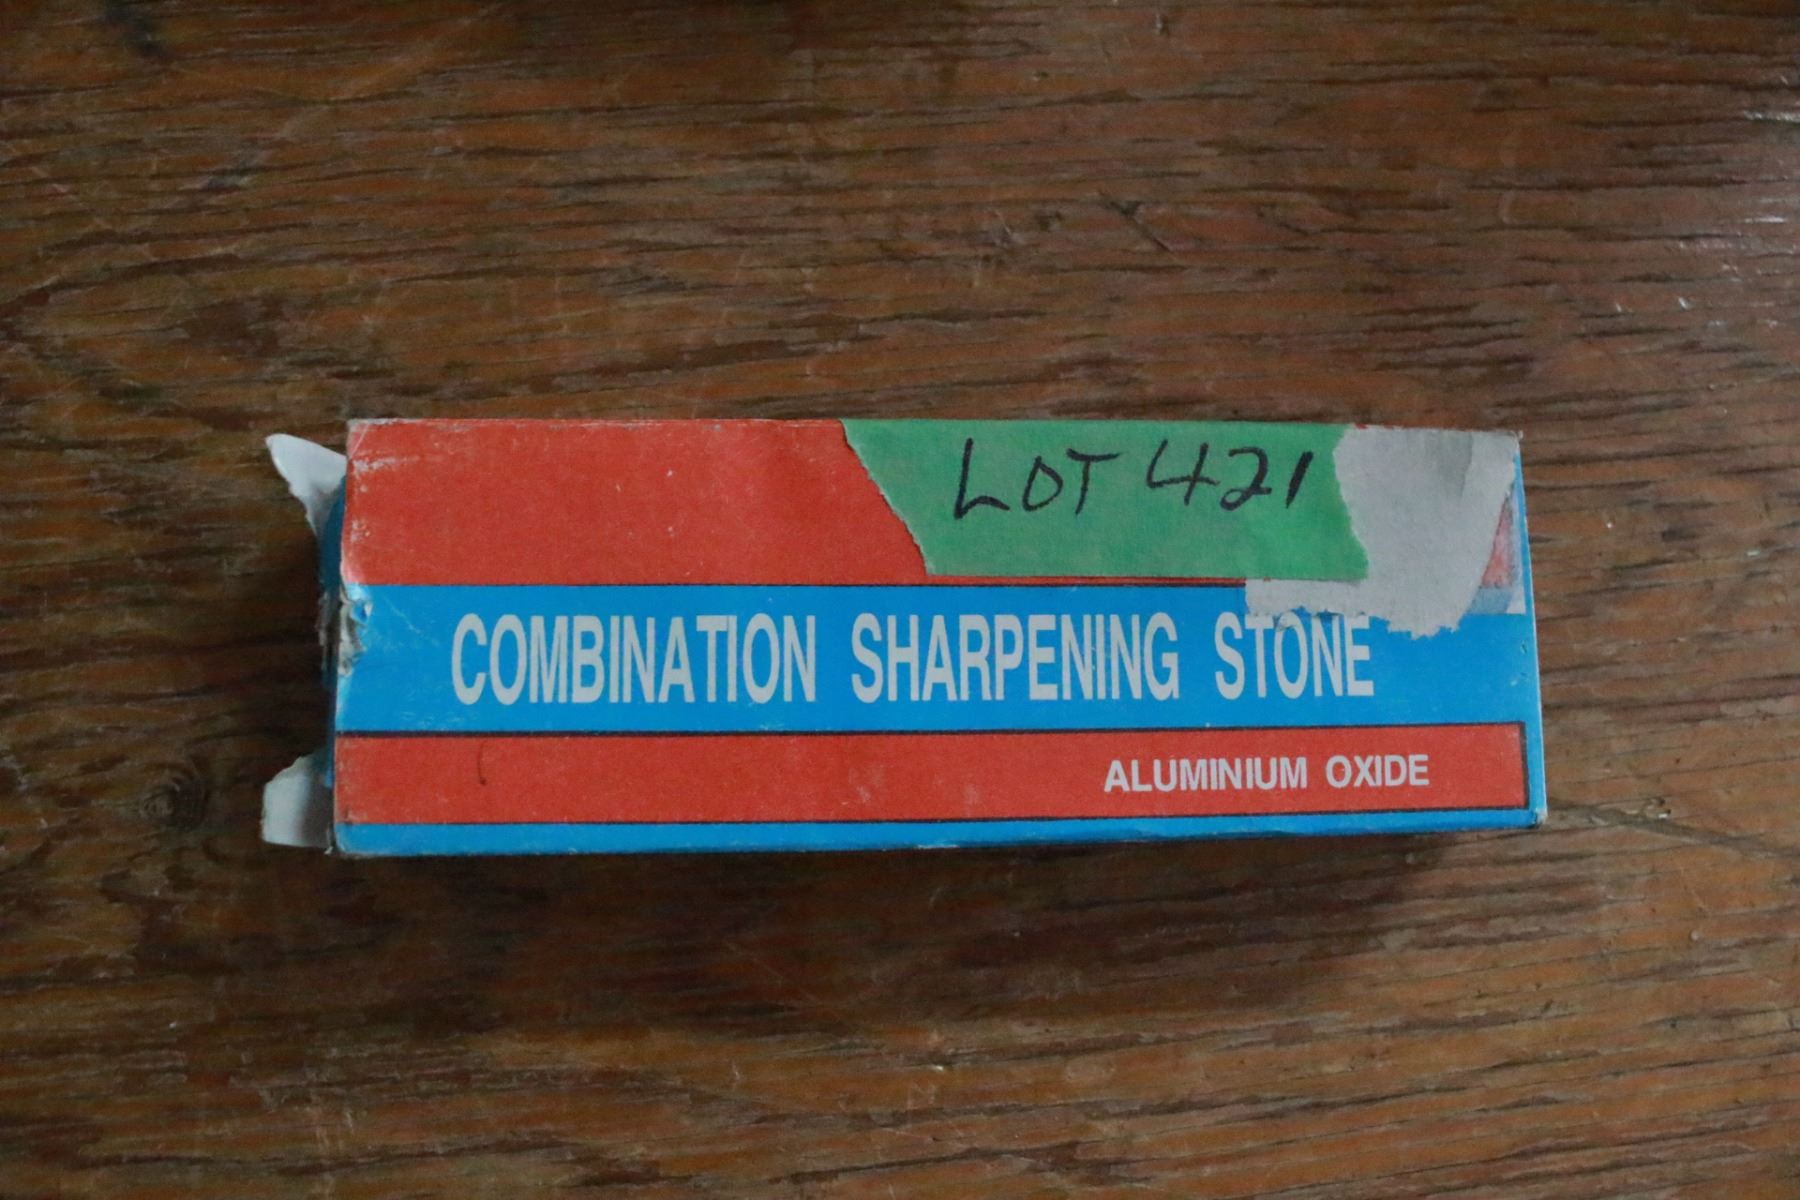 LOT 421
COMBINATION SHARPENING STONE
ALUMINIUM OXIDE